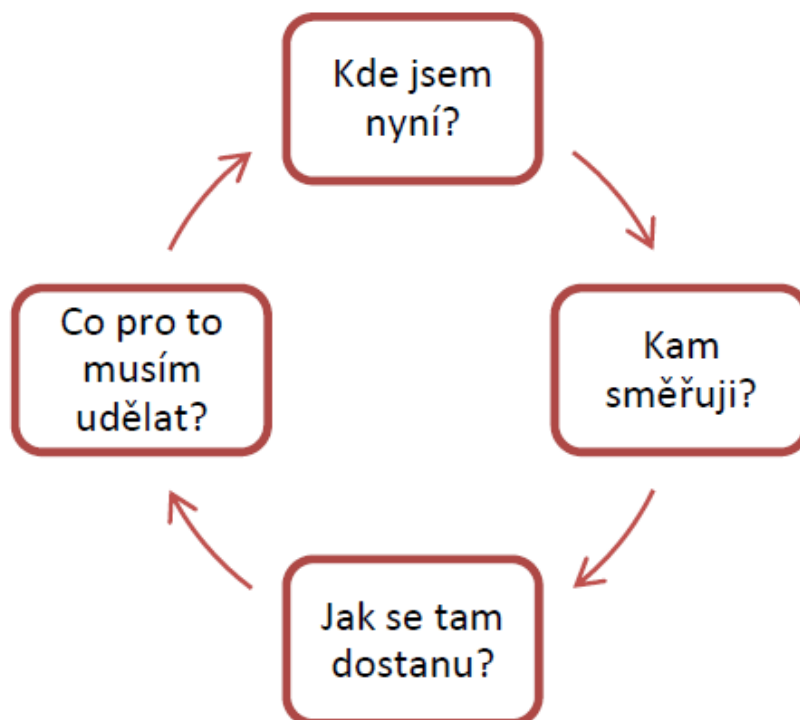 Kde jsem
nyní?
Kam
směřuji?
Jak se tam
dostanu?
Co pro to
musím
udělat?